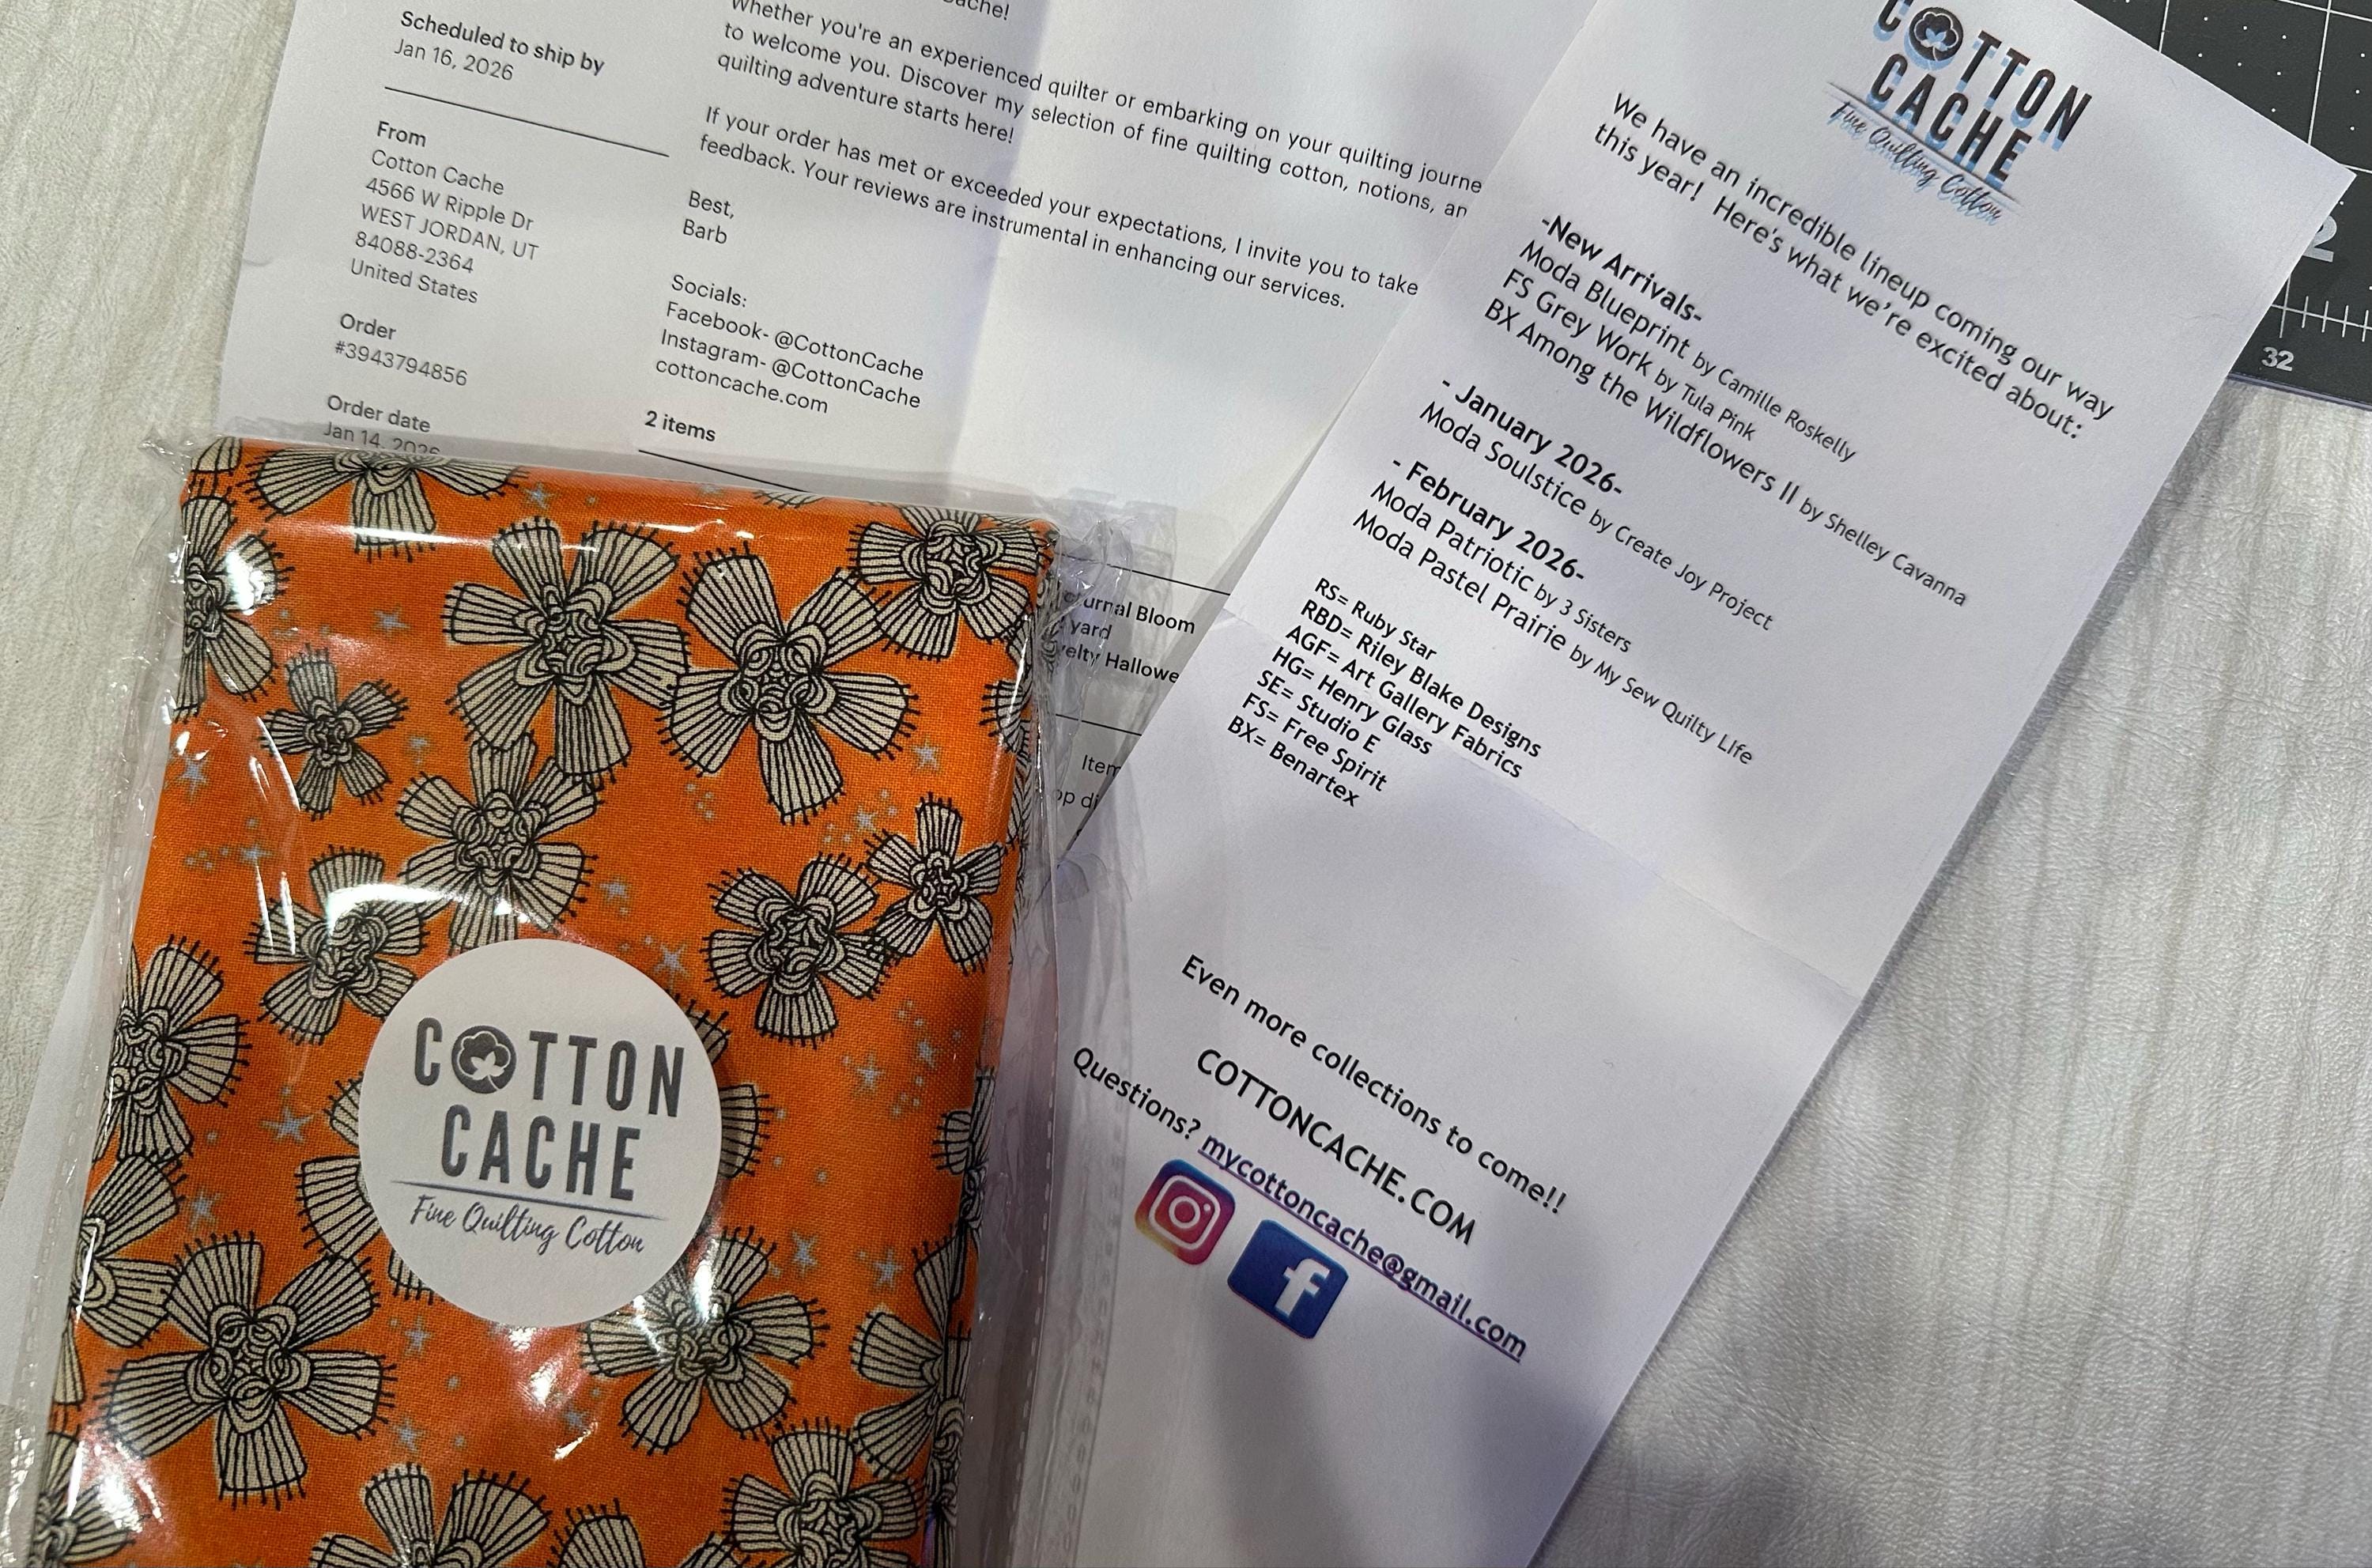 Scheduled to ship by
Jan 16, 2026
From
Cotton Cache
4566 W Ripple Dr
WEST JORDAN, UT
84088-2364
United States
Order
#3943794856
Order date
Jan 14, 2026
Whether you're an experienced quilter or embarking on your quilting journe
to welcome you. Discover my selection of fine quilting cotton, notions, an
quilting adventure starts here!
If your order has met or exceeded your expectations, I invite you to take
feedback. Your reviews are instrumental in enhancing our services.
Best,
Barb
Socials:
Facebook- @CottonCache
Instagram- @CottonCache
cottoncache.com
2 items
Bloom
yard
Hallowe
Item
COTTON
CACHE
Fine Quilting Cotton
We have an incredible lineup coming our way
this year! Here's what we're excited about:
-New Arrivals-
Moda Blueprint by Camille Roskelly
FS Grey Work by Tula Pink
BX Among the Wildflowers II by Shelley Cavanna
- January 2026-
Moda Soulstice by Create Joy Project
- February 2026-
Moda Patriotic by 3 Sisters
Moda Pastel Prairie by My Sew Quilty LIfe
RS= Ruby Star
RBD= Riley Blake Designs
AGF= Art Gallery Fabrics
HG= Henry Glass
SE= Studio E
FS= Free Spirit
BX= Benartex
Even more collections to come!!
COTTONCACHE.COM
Questions? mycottoncache@gmail.com
COTTON
CACHE
Fine Quilting Cotton
32